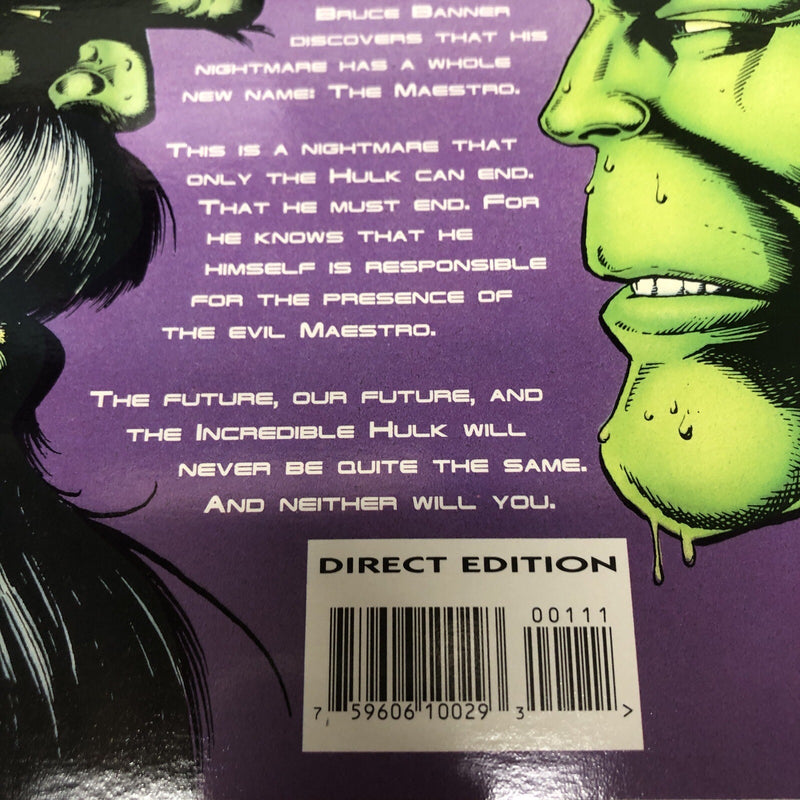 BRUCE BANNER
DISCOVERS THAT HIS
NIGHTMARE HAS A WHOLE
NEW NAME: THE MAESTRO.
THIS IS A NIGHTMARE THAT
ONLY THE HULK CAN END.
THAT HE MUST END. FOR
HE KNOWS THAT HE
HIMSELF IS RESPONSIBLE
FOR THE PRESENCE OF
THE EVIL MAESTRO.
THE FUTURE, OUR FUTURE, AND
THE INCREDIBLE HULK WILL
NEVER BE QUITE THE SAME.
AND NEITHER WILL YOU.
DIRECT EDITION
00111
7 59606 10029 3 >